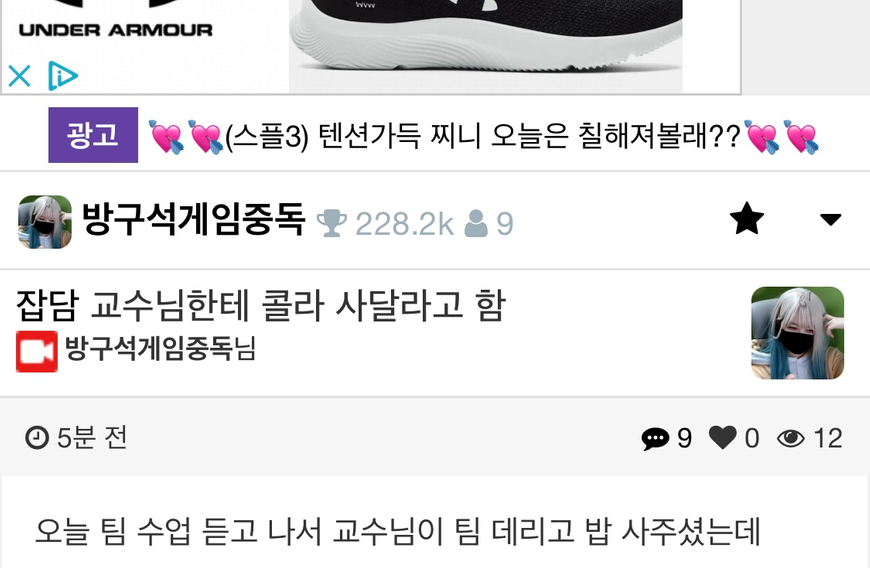 UNDER ARMOUR
광고 💘💘(스플3) 텐션가득 찌니 오늘은 칠해져볼래??💘💘
방구석게임중독 228.2k 9
잡담 교수님한테 콜라 사달라고 함
방구석게임중독님
5분 전 9 0 12
오늘 팀 수업 듣고 나서 교수님이 팀 데리고 밥 사주셨는데